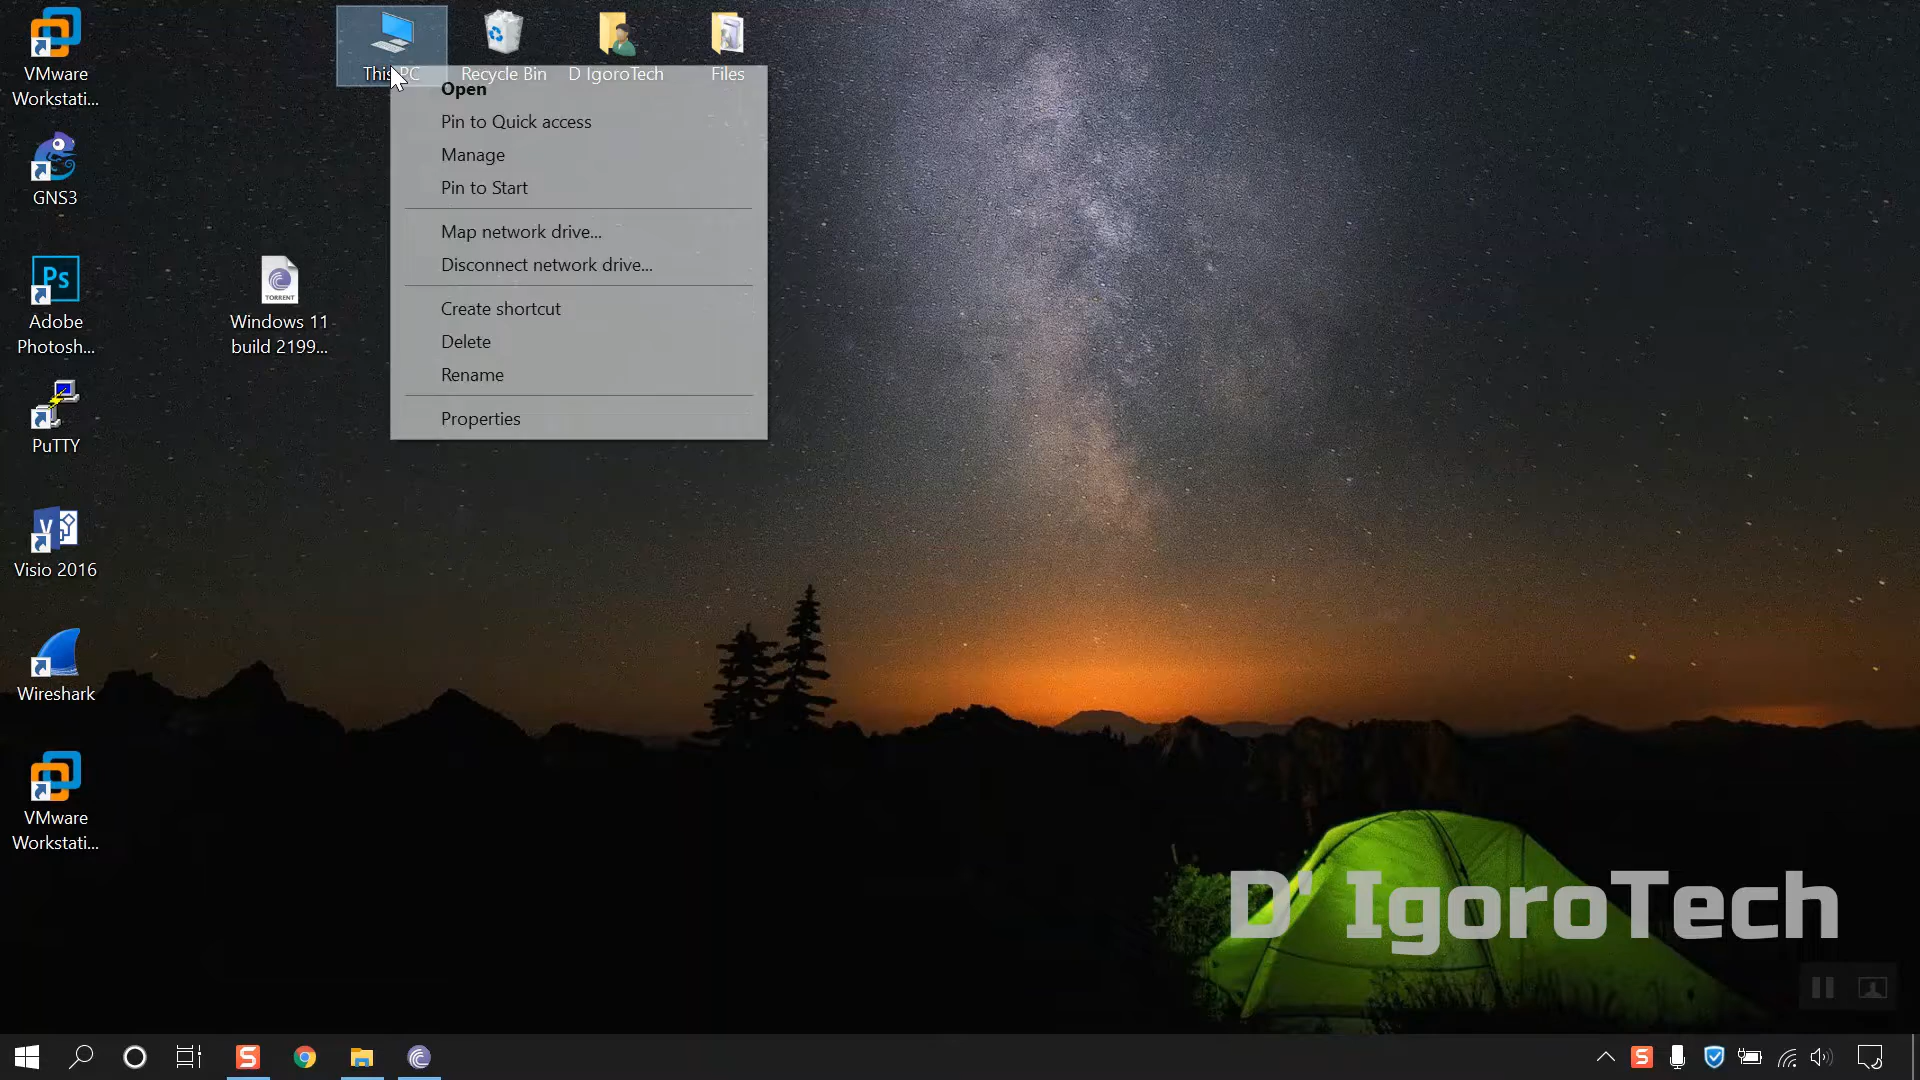 VMware
Workstati...
GNS3
Ps
Adobe
Photosh...
PuTTY
V
Visio 2016
Wireshark
VMware
Workstati...
TORRENT
Windows 11
build 2199...
This PC
Recycle Bin
D IgoroTech
Files
Open
Pin to Quick access
Manage
Pin to Start
Map network drive...
Disconnect network drive...
Create shortcut
Delete
Rename
Properties
D' IgoroTech
S
S